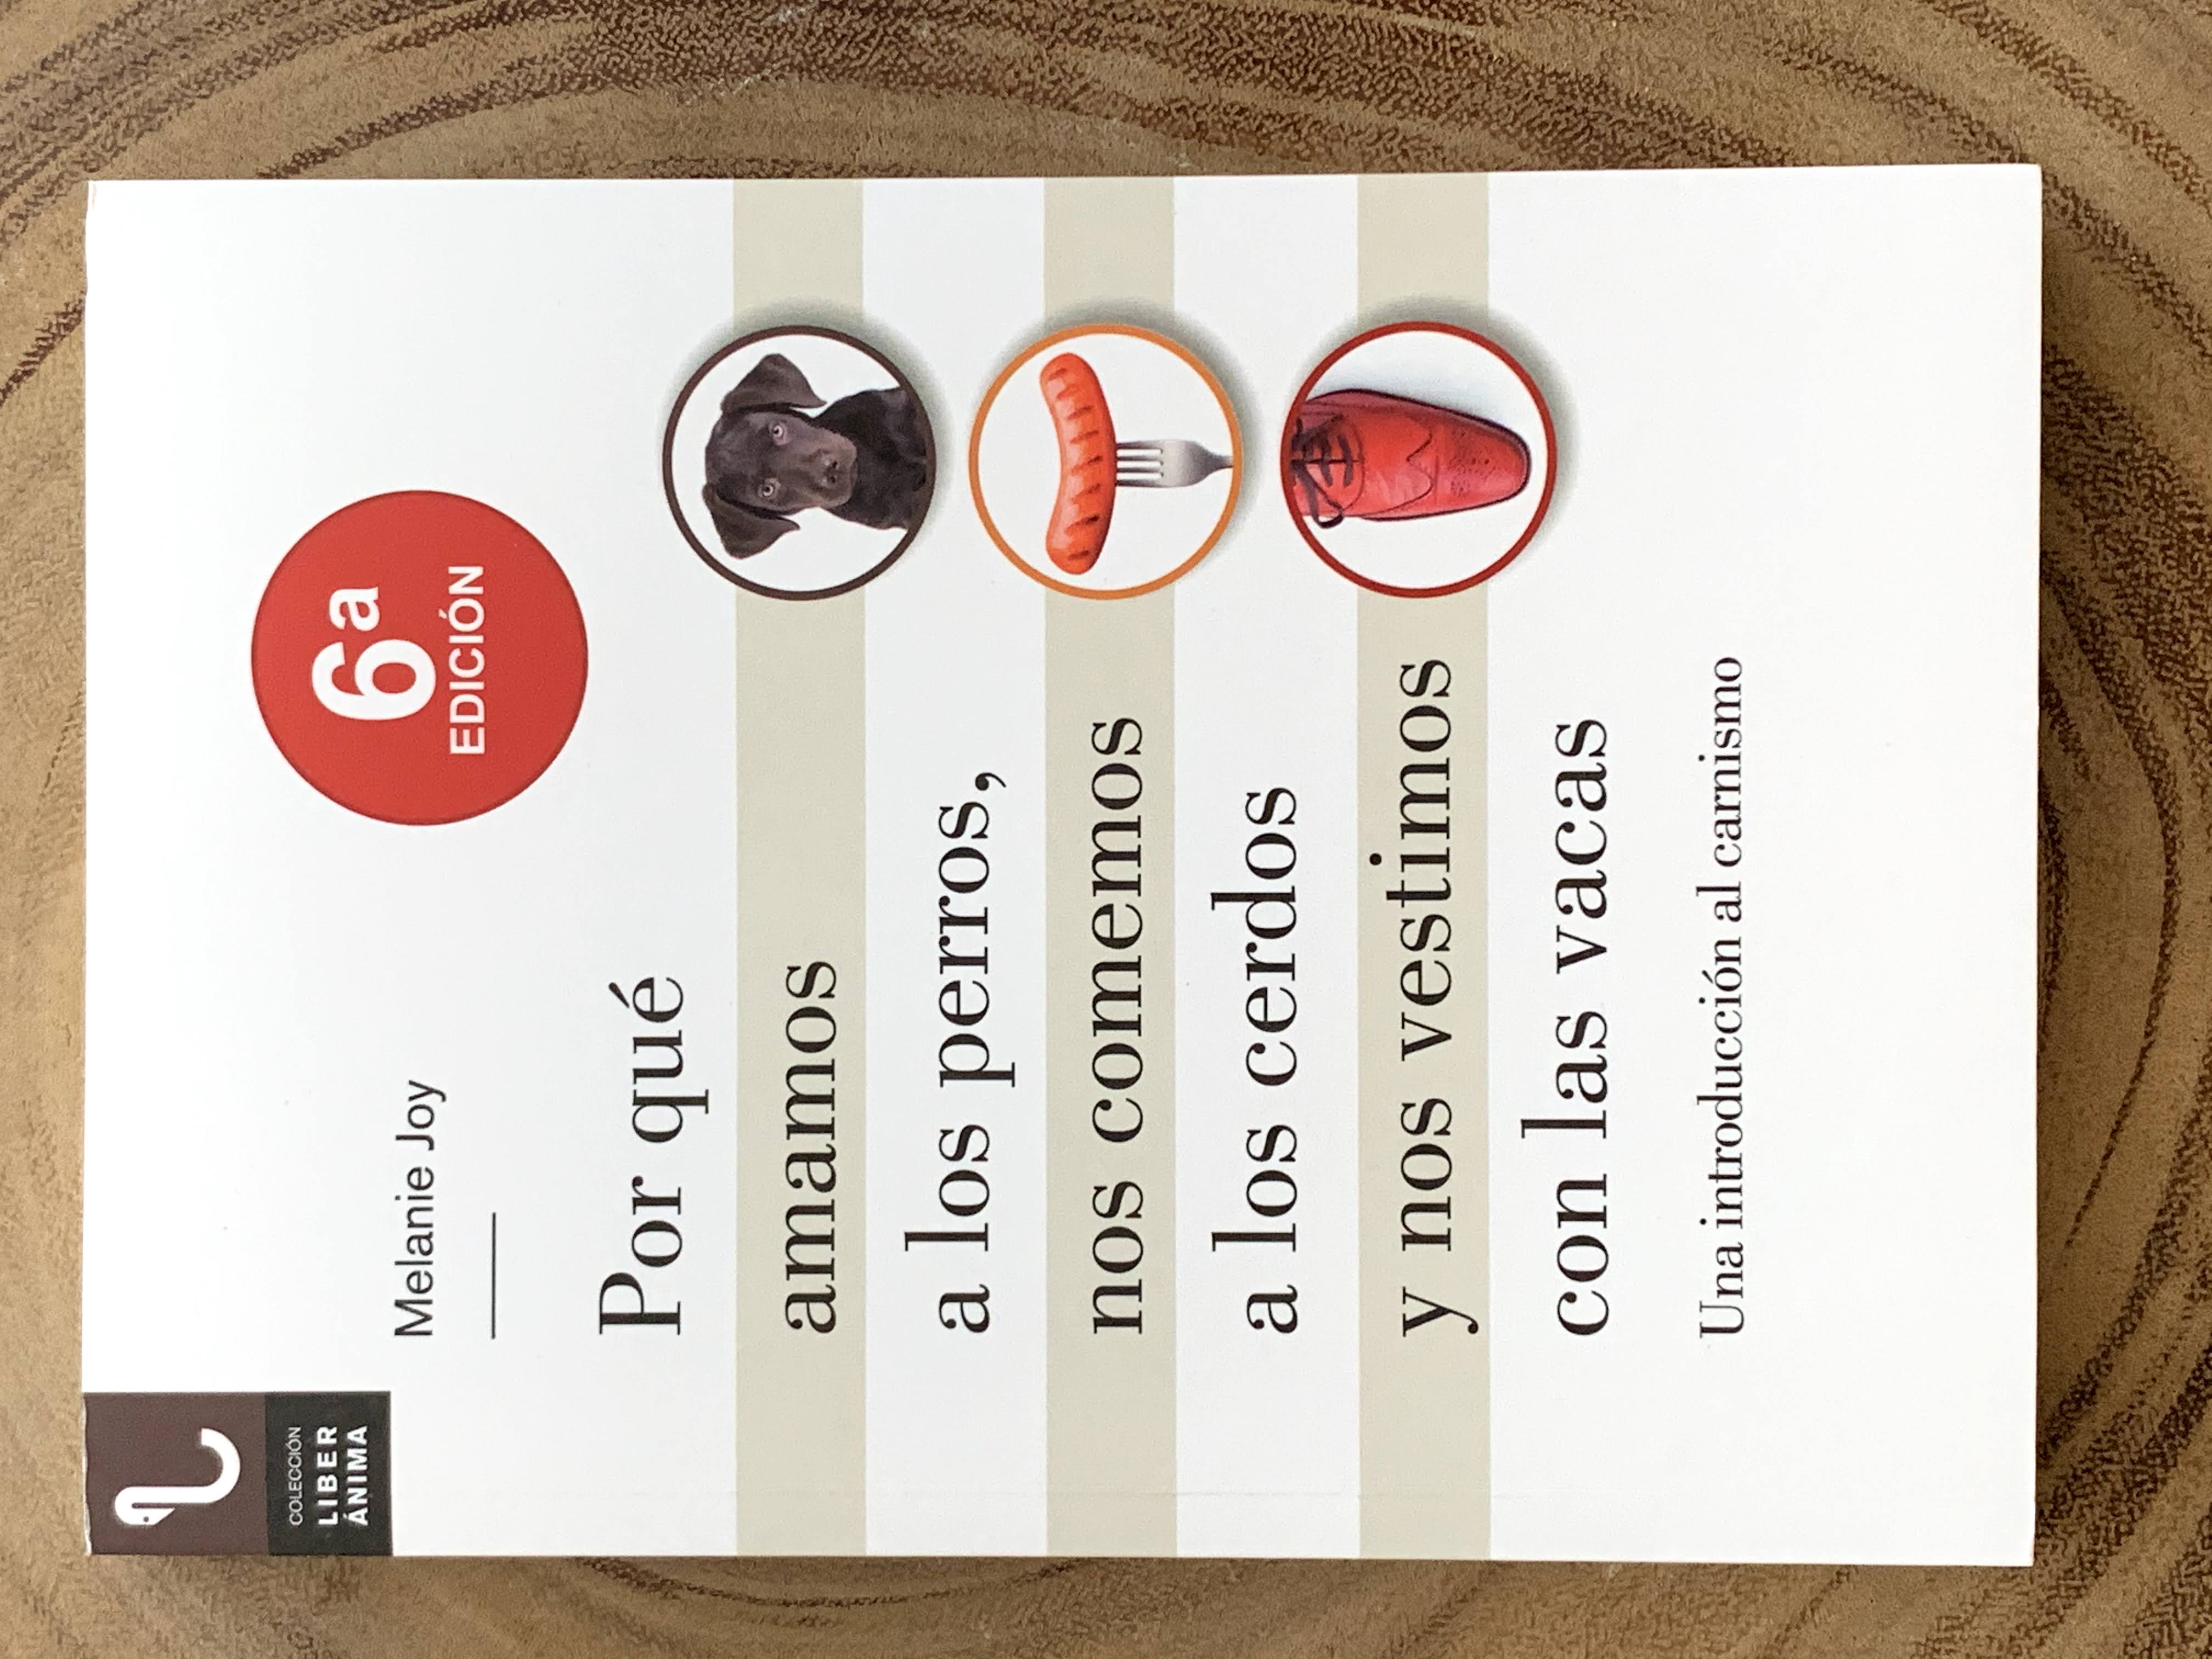 COLECCIÓN
LIBER
ÁNIMA
Melanie Joy
6ª
EDICIÓN
Por qué
amamos
a los perros,
nos comemos
a los cerdos
y nos vestimos
con las vacas
Una introducción al carnismo